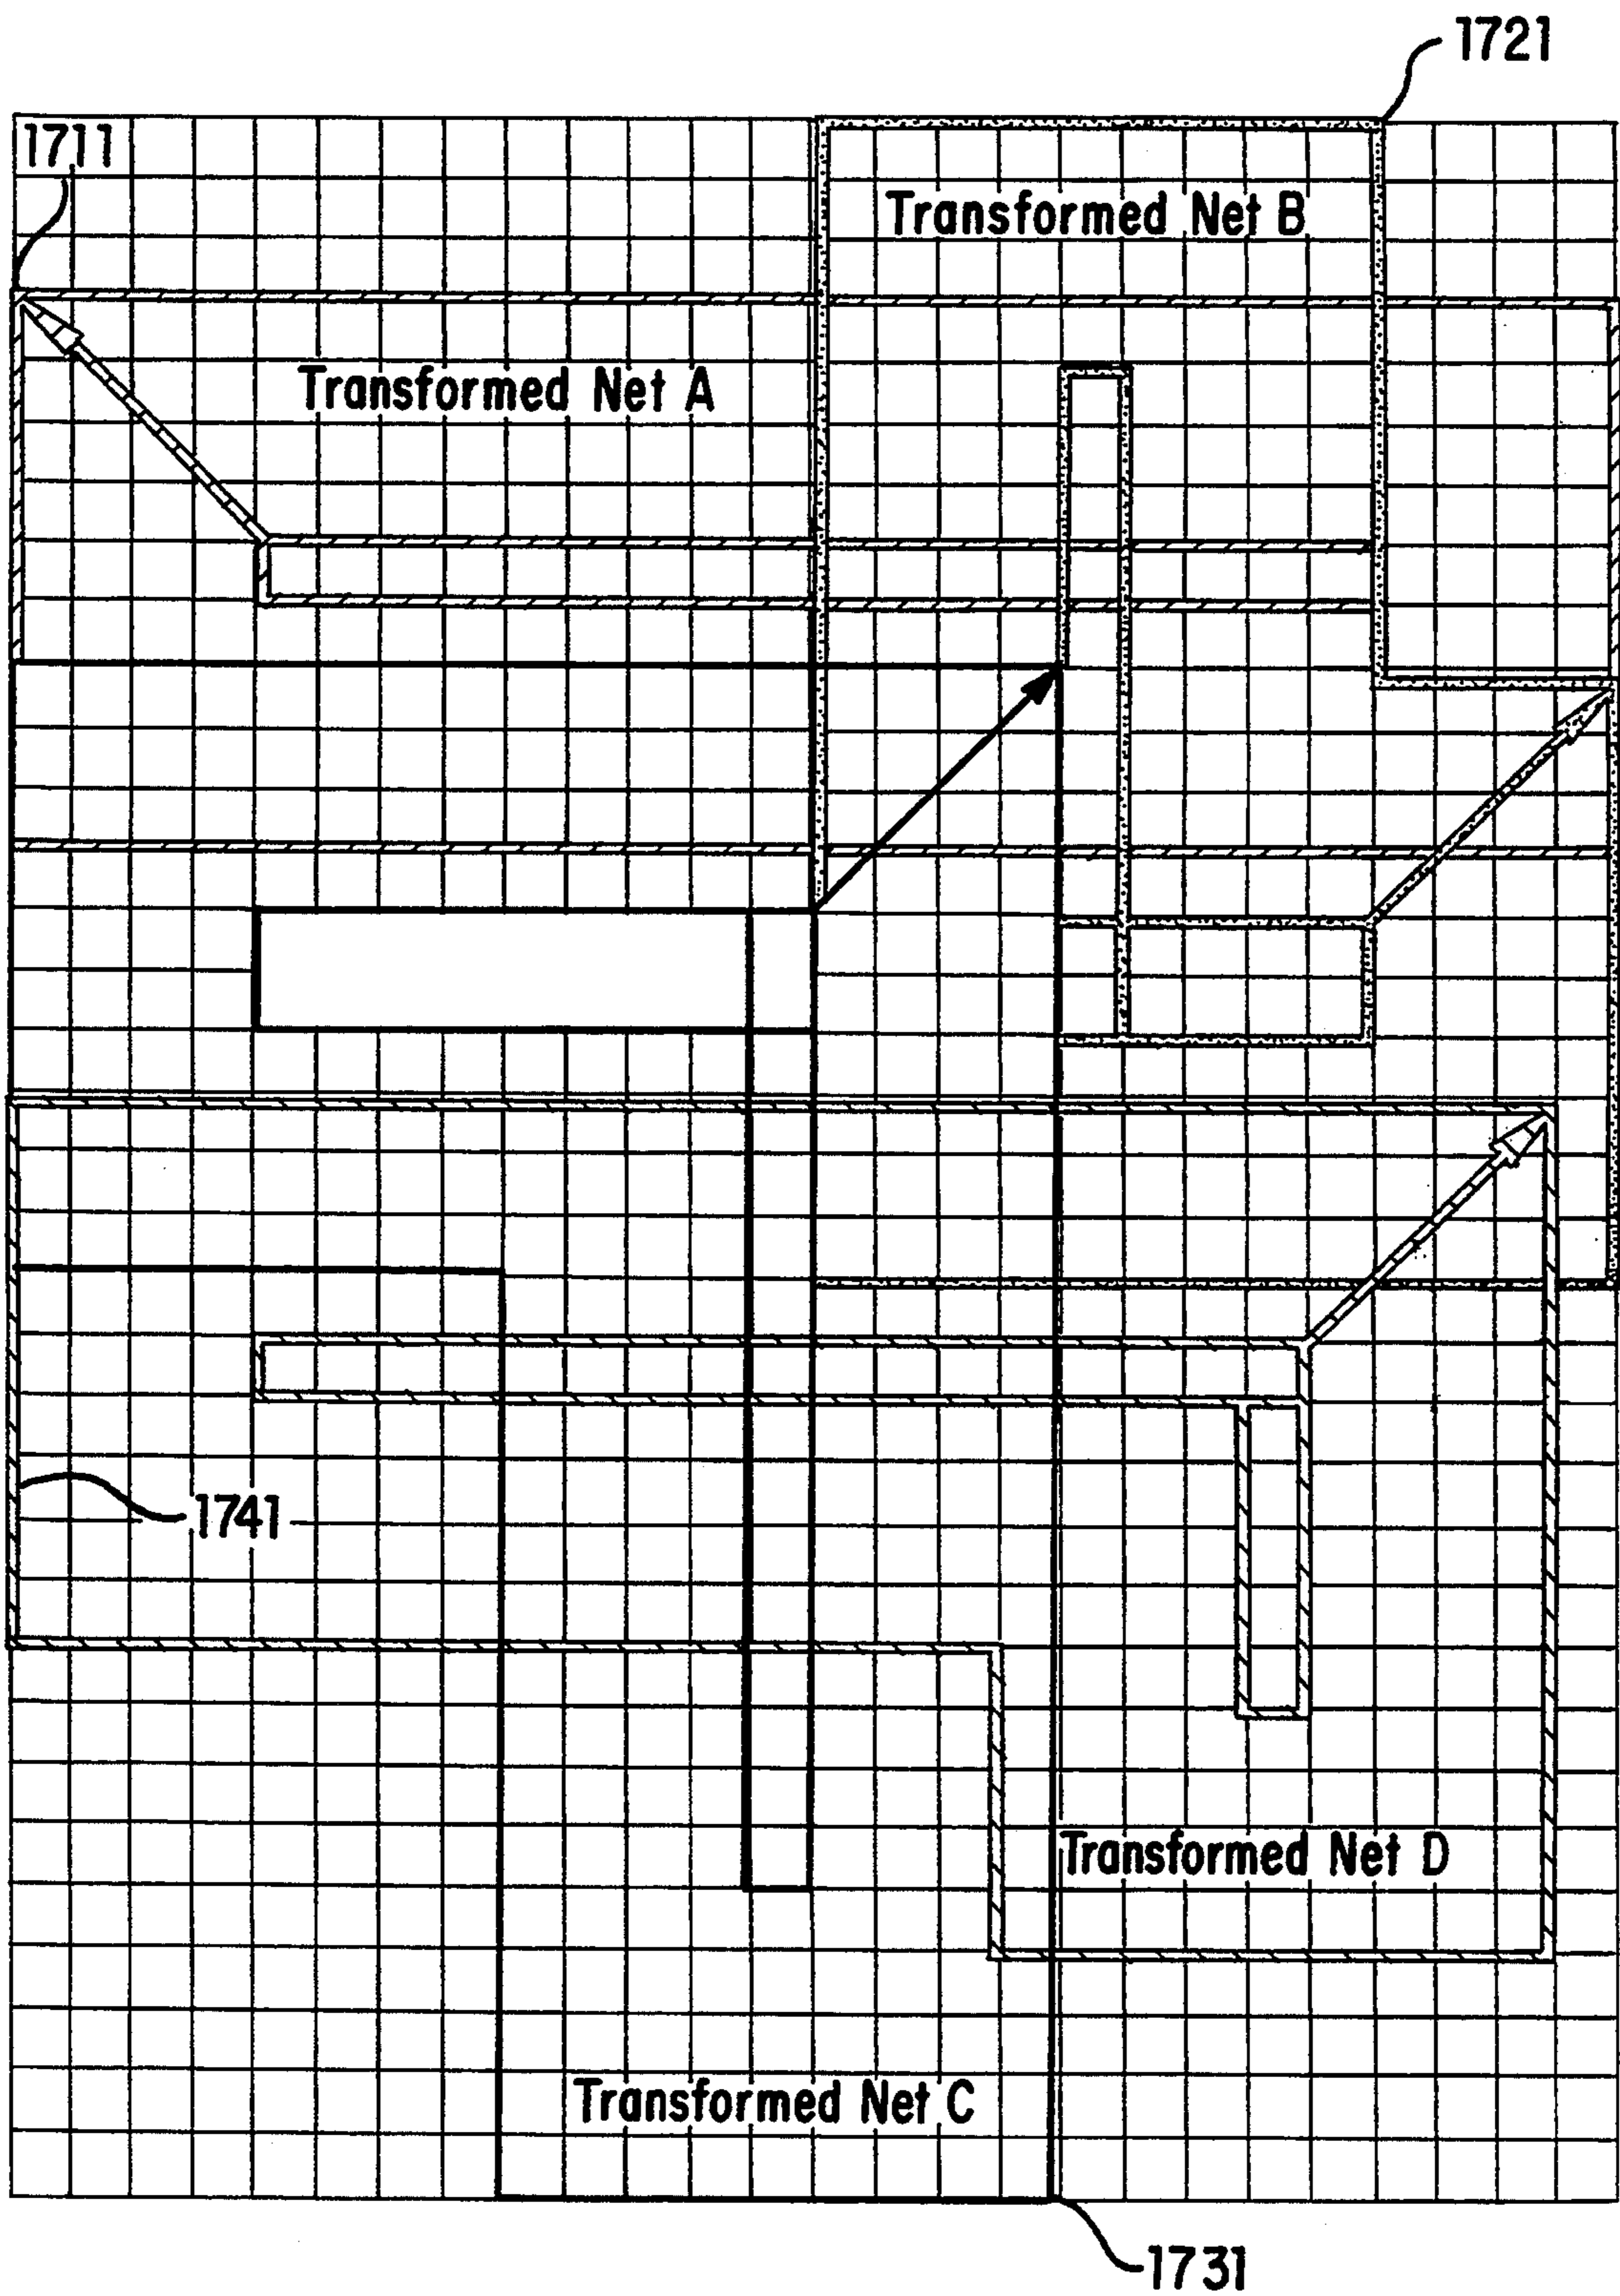 1721
1711
Transformed Net B
Transformed Net A
1741
Transformed Net D
Transformed Net C
1731